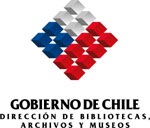 GOBIERNO DE CHILE
DIRECCIÓN DE BIBLIOTECAS,
ARCHIVOS Y MUSEOS